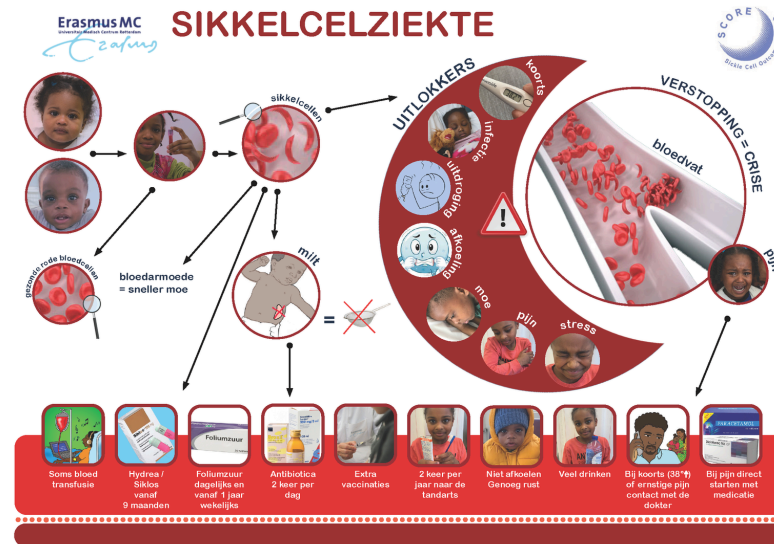 Erasmus MC
Universitair Medisch Centrum Rotterdam
Erasmus
SIKKELCELZIEKTE
SCORE
Sickle Cell Outco
sikkelcellen
UITLOKKERS
koorts
infectie
uitdroging
afkoeling
moe
pijn
stress
VERSTOPPING = CRISE
bloedvat
pijn
gezonde rode bloedcellen
bloedarmoede
= sneller moe
milt
=
Foliumzuur
PARACETAMOL
Soms bloed
transfusie
Hydrea /
Siklos
vanaf
9 maanden
Foliumzuur
dagelijks en
vanaf 1 jaar
wekelijks
Antibiotica
2 keer per
dag
Extra
vaccinaties
2 keer per
jaar naar de
tandarts
Niet afkoelen
Genoeg rust
Veel drinken
Bij koorts (38°)
of ernstige pijn
contact met de
dokter
Bij pijn direct
starten met
medicatie